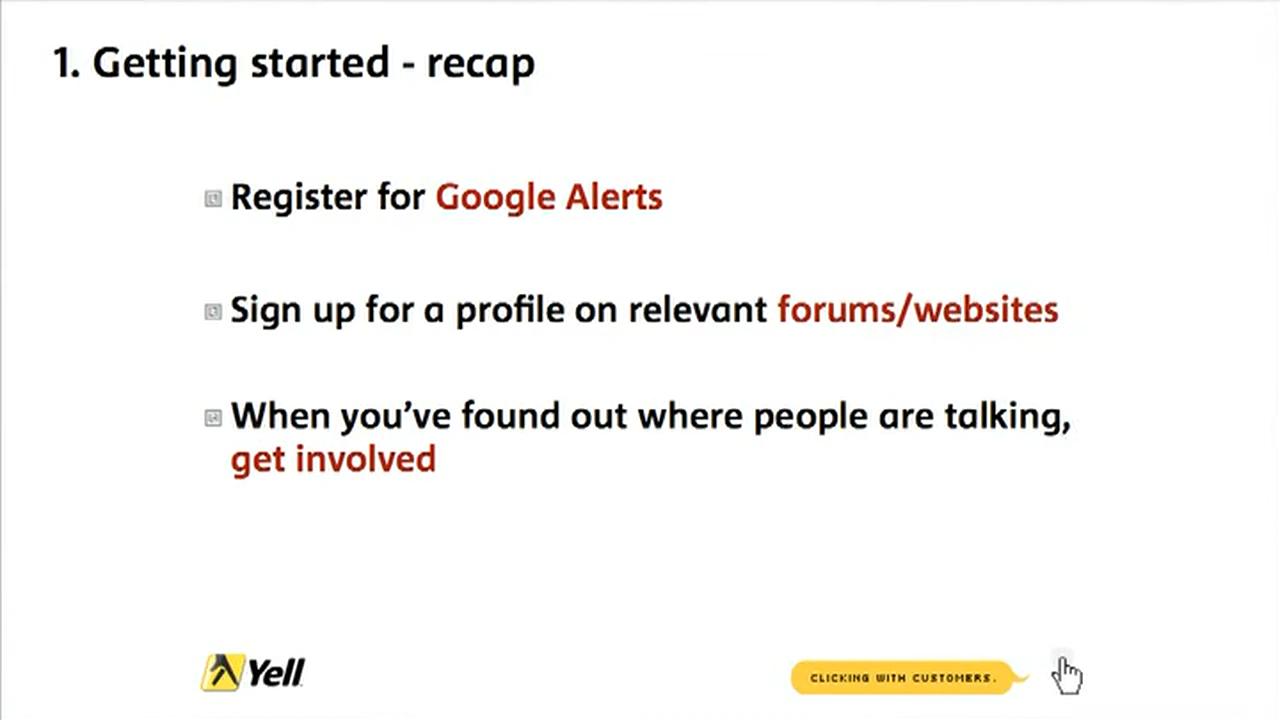 1. Getting started - recap
Register for Google Alerts
Sign up for a profile on relevant forums/websites
When you’ve found out where people are talking,
get involved
Yell
CLICKING WITH CUSTOMERS.